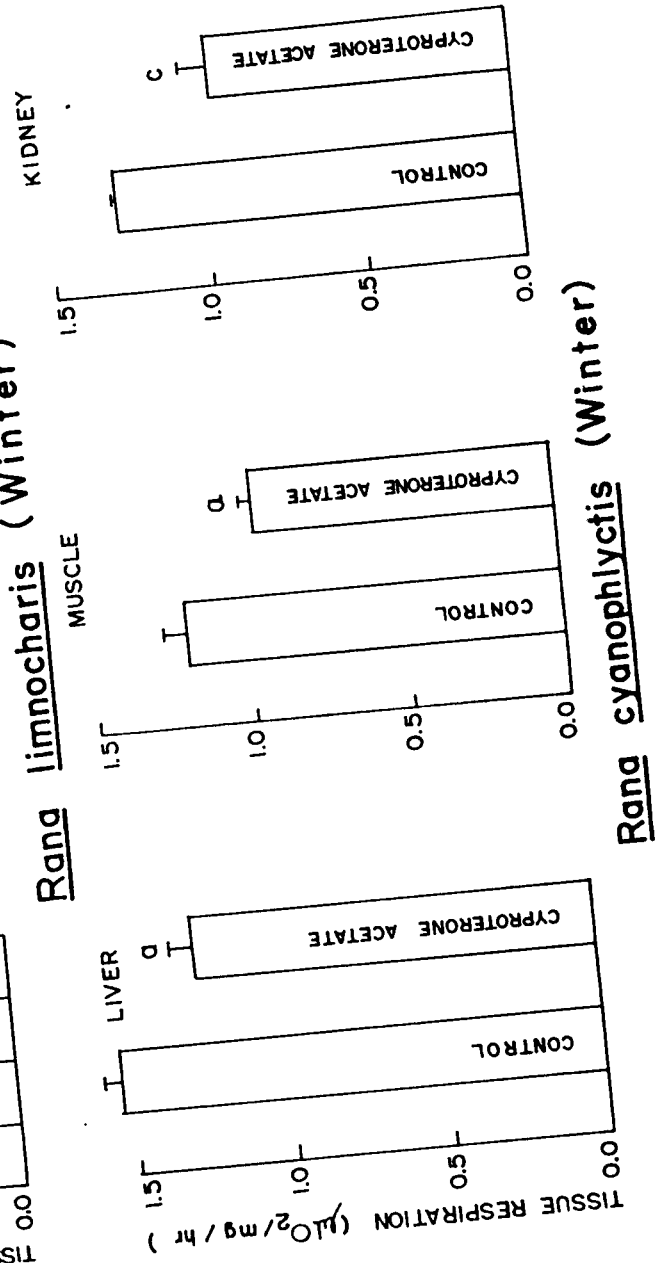 Rana limnocharis (Winter)
TIS
0.0
LIVER
MUSCLE
KIDNEY
TISSUE RESPIRATION (µlO2/mg/hr)
1.5
1.0
0.5
0.0
CONTROL
a
CYPROTERONE ACETATE
1.5
1.0
0.5
0.0
CONTROL
a
CYPROTERONE ACETATE
1.5
1.0
0.5
0.0
CONTROL
c
CYPROTERONE ACETATE
Rana cyanophlyctis (Winter)